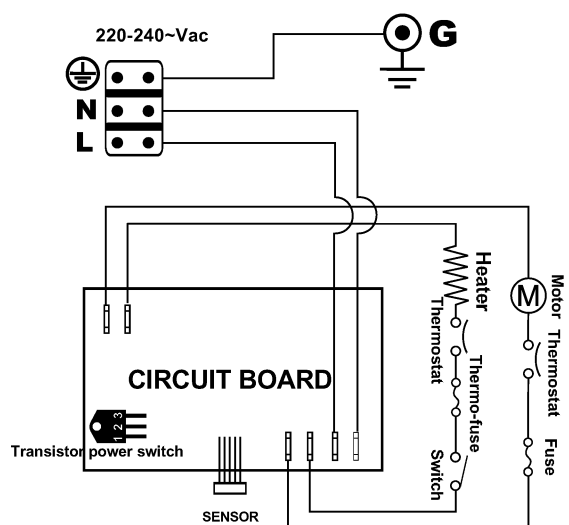 220-240~Vac
G
N
L
Heater
Motor
M
Thermostat
Thermostat
Thermo-fuse
CIRCUIT BOARD
1 2 3
Transistor power switch
Switch
Fuse
SENSOR